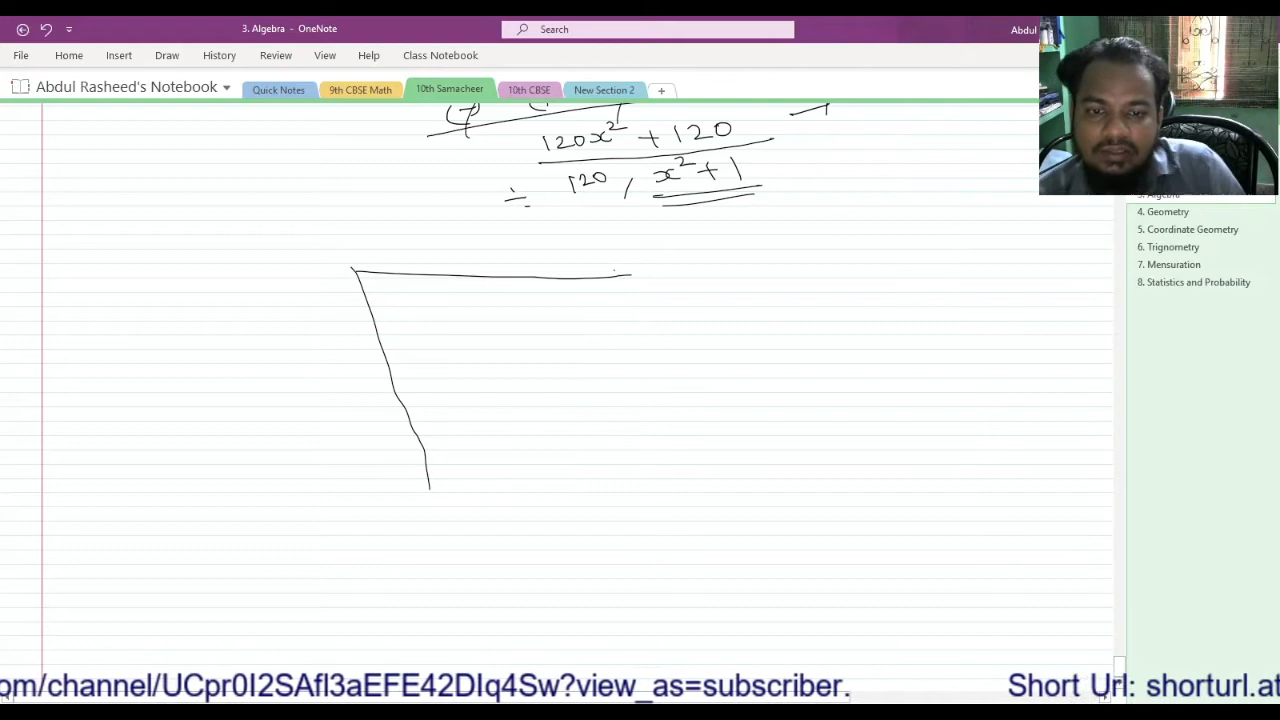 3. Algebra - OneNote
Search
Abdul
File Home Insert Draw History Review View Help Class Notebook
Abdul Rasheed's Notebook
Quick Notes 9th CBSE Math 10th Samacheer 10th CBSE New Section 2
120x² + 120
÷ 120, x² + 1
3. Algebra
4. Geometry
5. Coordinate Geometry
6. Trignometry
7. Mensuration
8. Statistics and Probability
om/channel/UCpr0I2SAfl3aEFE42DIq4Sw?view_as=subscriber. Short Url: shorturl.at